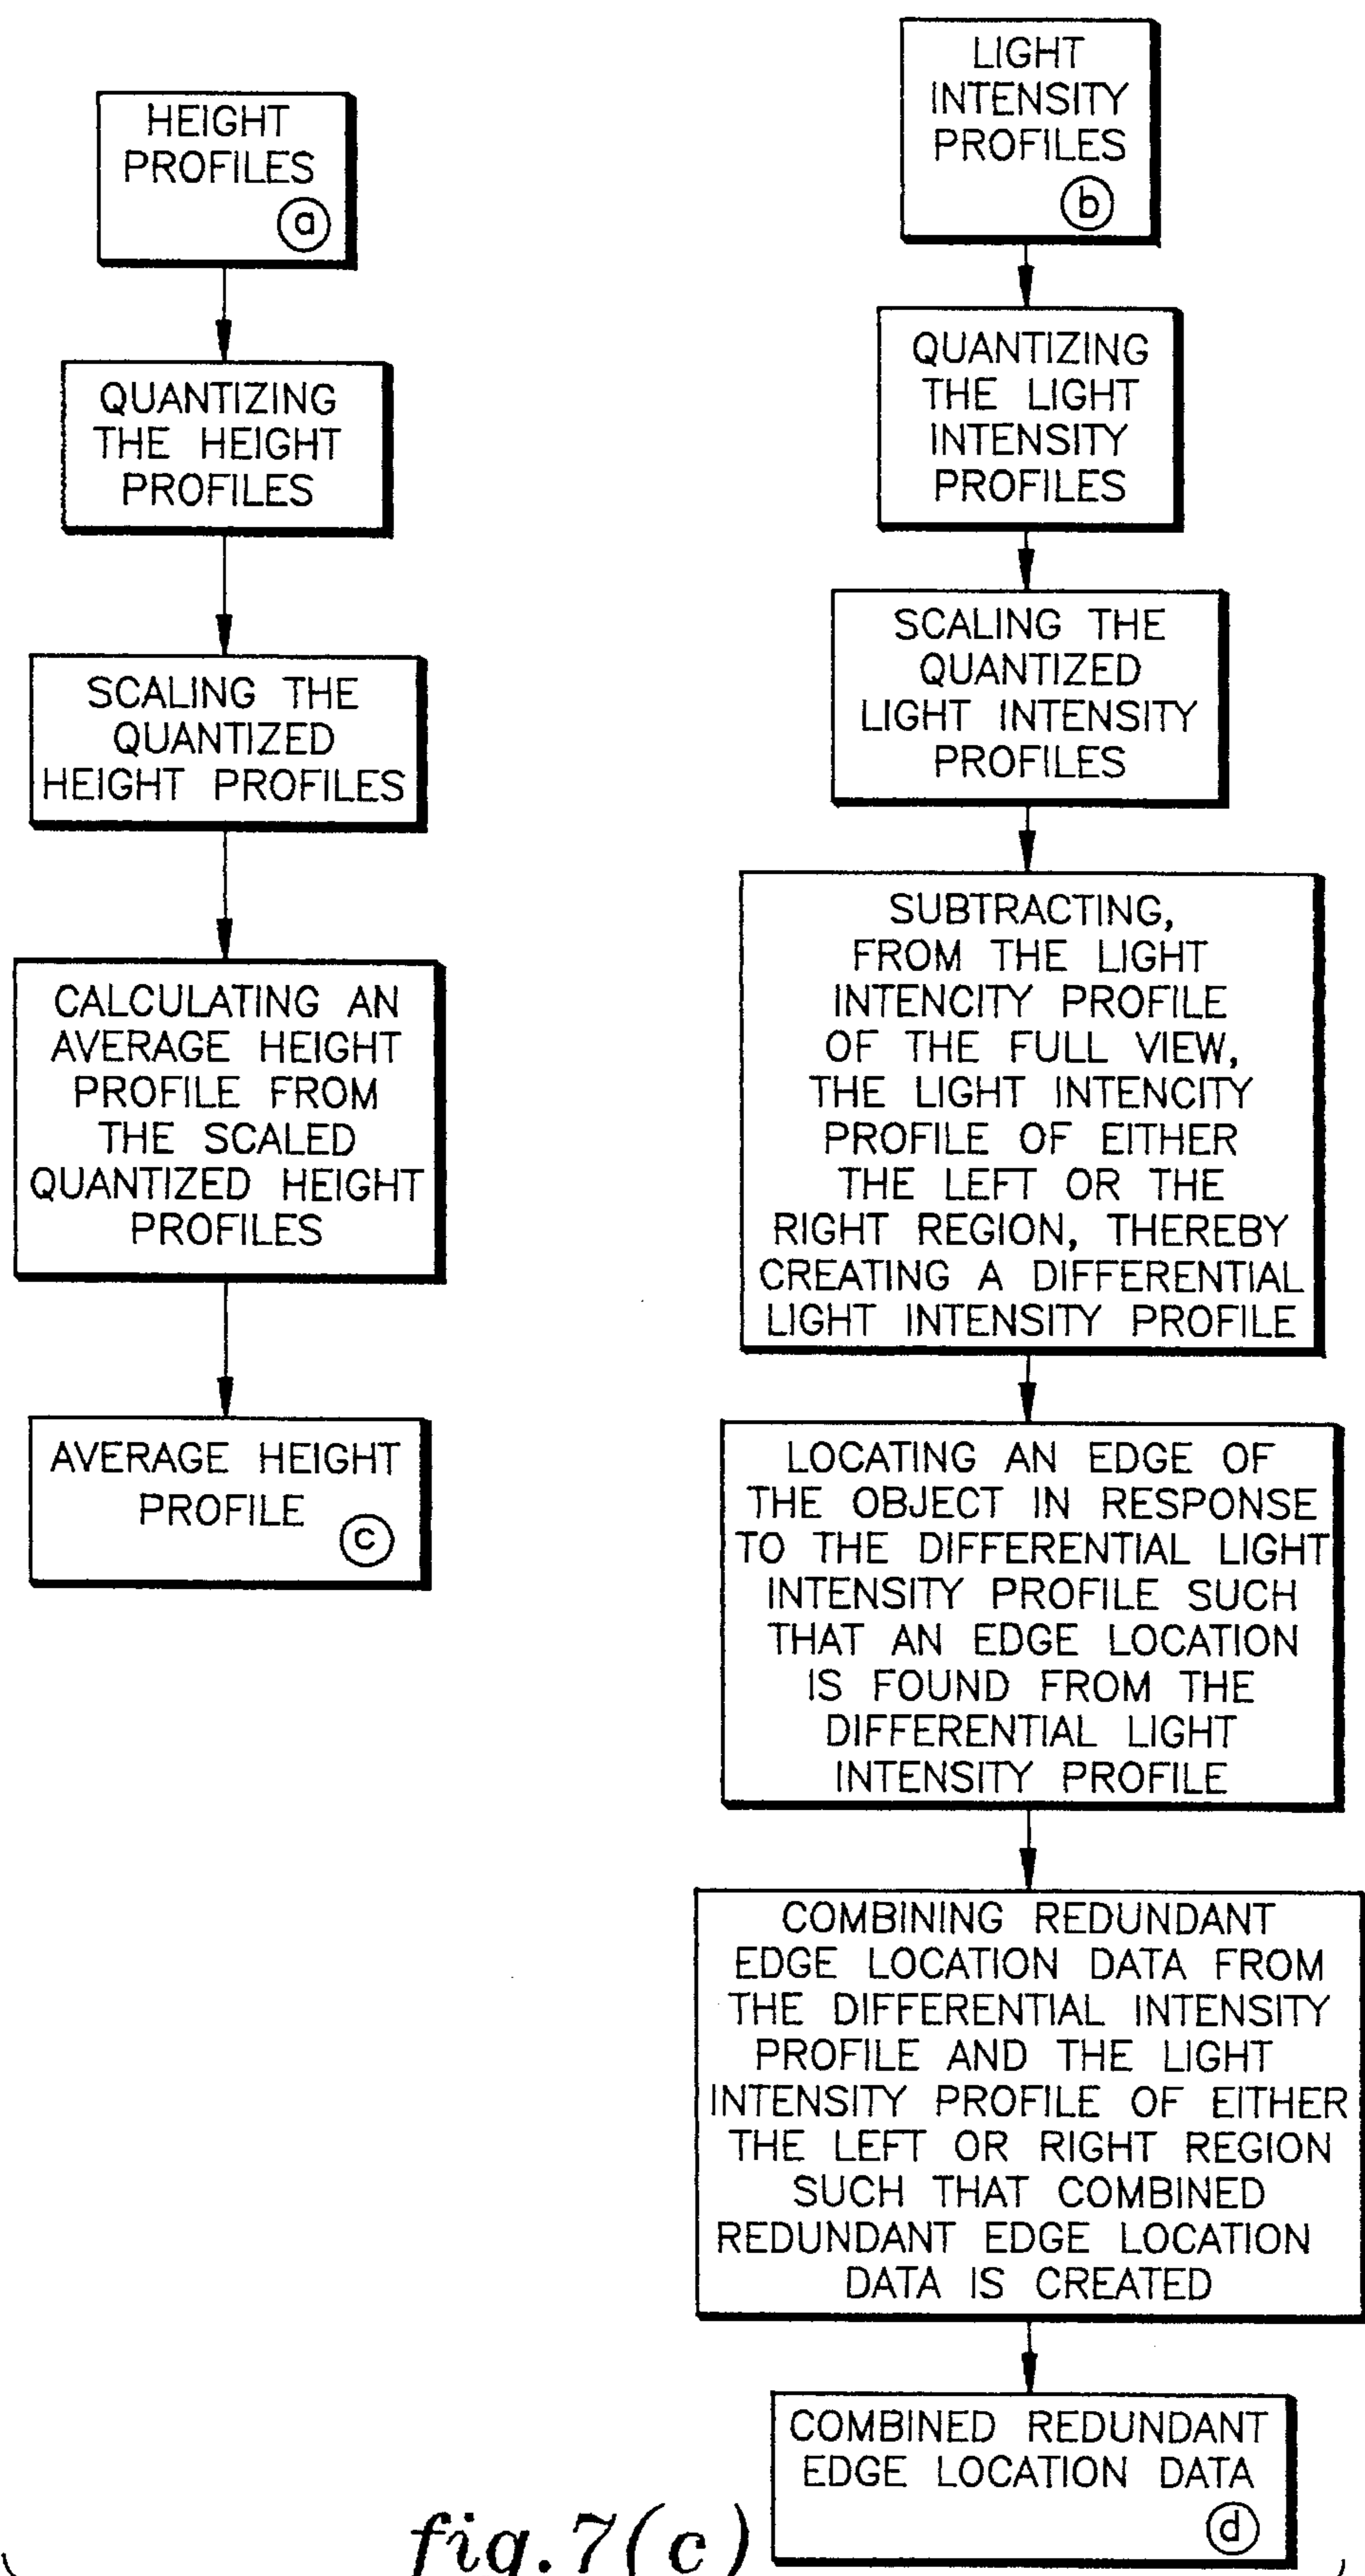 HEIGHT
PROFILES
a
QUANTIZING
THE HEIGHT
PROFILES
SCALING THE
QUANTIZED
HEIGHT PROFILES
CALCULATING AN
AVERAGE HEIGHT
PROFILE FROM
THE SCALED
QUANTIZED HEIGHT
PROFILES
AVERAGE HEIGHT
PROFILE
c
LIGHT
INTENSITY
PROFILES
b
QUANTIZING
THE LIGHT
INTENSITY
PROFILES
SCALING THE
QUANTIZED
LIGHT INTENSITY
PROFILES
SUBTRACTING,
FROM THE LIGHT
INTENCITY PROFILE
OF THE FULL VIEW,
THE LIGHT INTENCITY
PROFILE OF EITHER
THE LEFT OR THE
RIGHT REGION, THEREBY
CREATING A DIFFERENTIAL
LIGHT INTENSITY PROFILE
LOCATING AN EDGE OF
THE OBJECT IN RESPONSE
TO THE DIFFERENTIAL LIGHT
INTENSITY PROFILE SUCH
THAT AN EDGE LOCATION
IS FOUND FROM THE
DIFFERENTIAL LIGHT
INTENSITY PROFILE
COMBINING REDUNDANT
EDGE LOCATION DATA FROM
THE DIFFERENTIAL INTENSITY
PROFILE AND THE LIGHT
INTENSITY PROFILE OF EITHER
THE LEFT OR RIGHT REGION
SUCH THAT COMBINED
REDUNDANT EDGE LOCATION
DATA IS CREATED
COMBINED REDUNDANT
EDGE LOCATION DATA
d
fig.7(c)